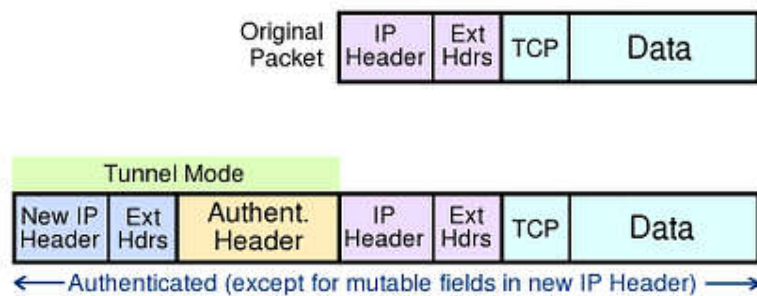 Original
Packet
IP
Header
Ext
Hdrs
TCP
Data
Tunnel Mode
New IP
Header
Ext
Hdrs
Authent.
Header
IP
Header
Ext
Hdrs
TCP
Data
Authenticated (except for mutable fields in new IP Header)